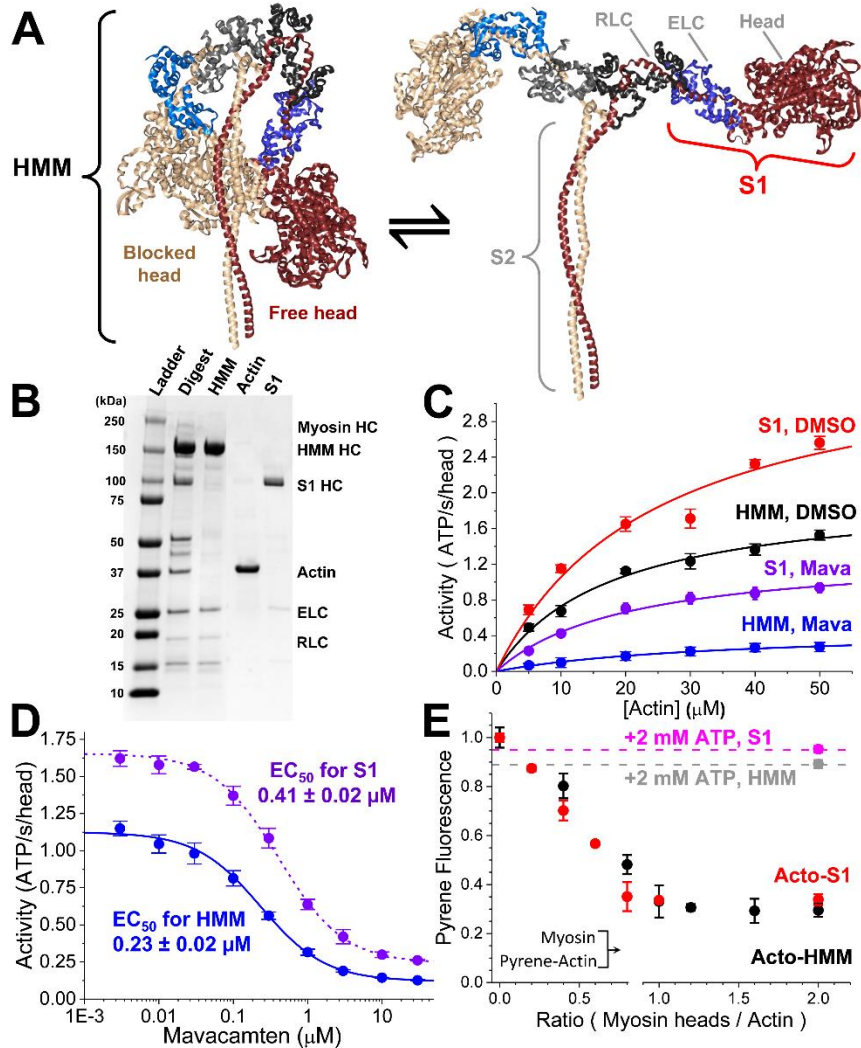 A
HMM
Blocked
head
Free head
RLC
ELC
Head
S1
S2
B
Ladder
Digest
HMM
Actin
S1
(kDa)
250
150
100
75
50
37
25
20
15
10
Myosin HC
HMM HC
S1 HC
Actin
ELC
RLC
C
Activity (ATP/s/head)
2.8
2.4
2.0
1.6
1.2
0.8
0.4
0.0
S1, DMSO
HMM, DMSO
S1, Mava
HMM, Mava
0 10 20 30 40 50
[Actin] (μM)
D
Activity (ATP/s/head)
1.75
1.50
1.25
1.00
0.75
0.50
0.25
0.00
EC50 for S1
0.41 ± 0.02 μM
EC50 for HMM
0.23 ± 0.02 μM
1E-3 0.01 0.1 1 10
Mavacamten (μM)
E
Pyrene Fluorescence
1.0
0.8
0.6
0.4
0.2
0.0
+2 mM ATP, S1
+2 mM ATP, HMM
Acto-S1
Myosin
Pyrene-Actin
Acto-HMM
0.0 0.4 0.8 1.0 1.5 2.0
Ratio ( Myosin heads / Actin )